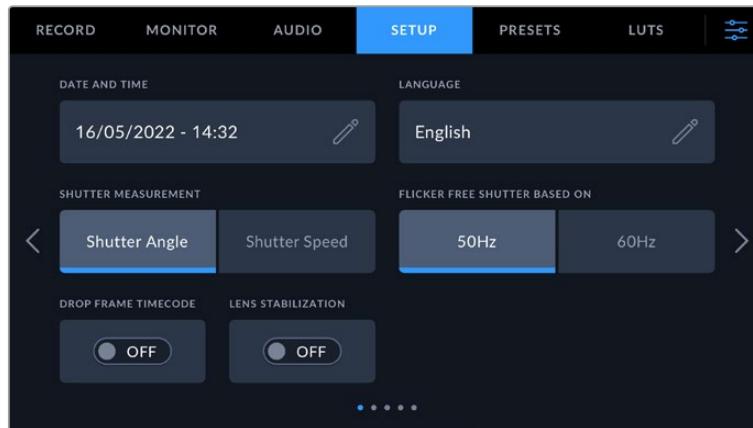 RECORD MONITOR AUDIO SETUP PRESETS LUTS
DATE AND TIME LANGUAGE
16/05/2022 - 14:32 English
SHUTTER MEASUREMENT FLICKER FREE SHUTTER BASED ON
Shutter Angle Shutter Speed 50Hz 60Hz
DROP FRAME TIMECODE LENS STABILIZATION
OFF OFF